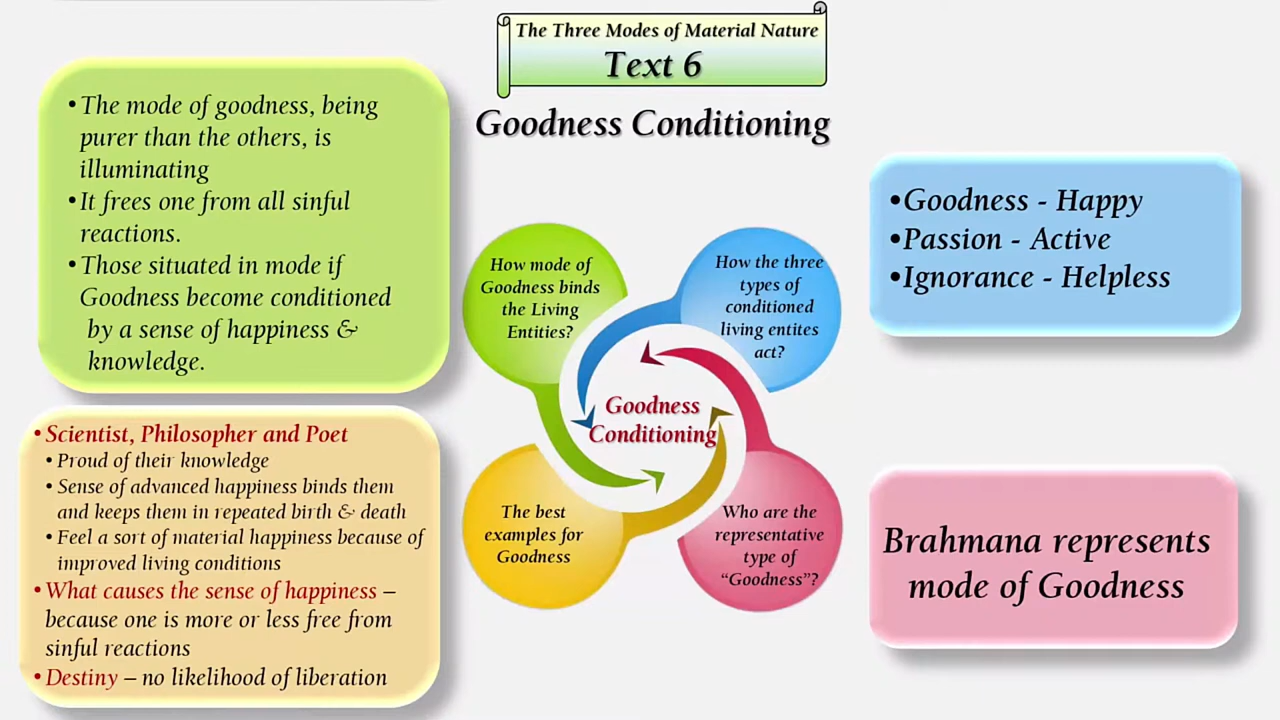 The Three Modes of Material Nature
Text 6
Goodness Conditioning
•The mode of goodness, being
purer than the others, is
illuminating
•It frees one from all sinful
reactions.
•Those situated in mode if
Goodness become conditioned
by a sense of happiness &
knowledge.
•Scientist, Philosopher and Poet
•Proud of their knowledge
•Sense of advanced happiness binds them
and keeps them in repeated birth & death
•Feel a sort of material happiness because of
improved living conditions
•What causes the sense of happiness –
because one is more or less free from
sinful reactions
•Destiny – no likelihood of liberation
How mode of
Goodness binds
the Living
Entities?
How the three
types of
conditioned
living entites
act?
Goodness
Conditioning
The best
examples for
Goodness
Who are the
representative
type of
“Goodness”?
•Goodness - Happy
•Passion - Active
•Ignorance - Helpless
Brahmana represents
mode of Goodness